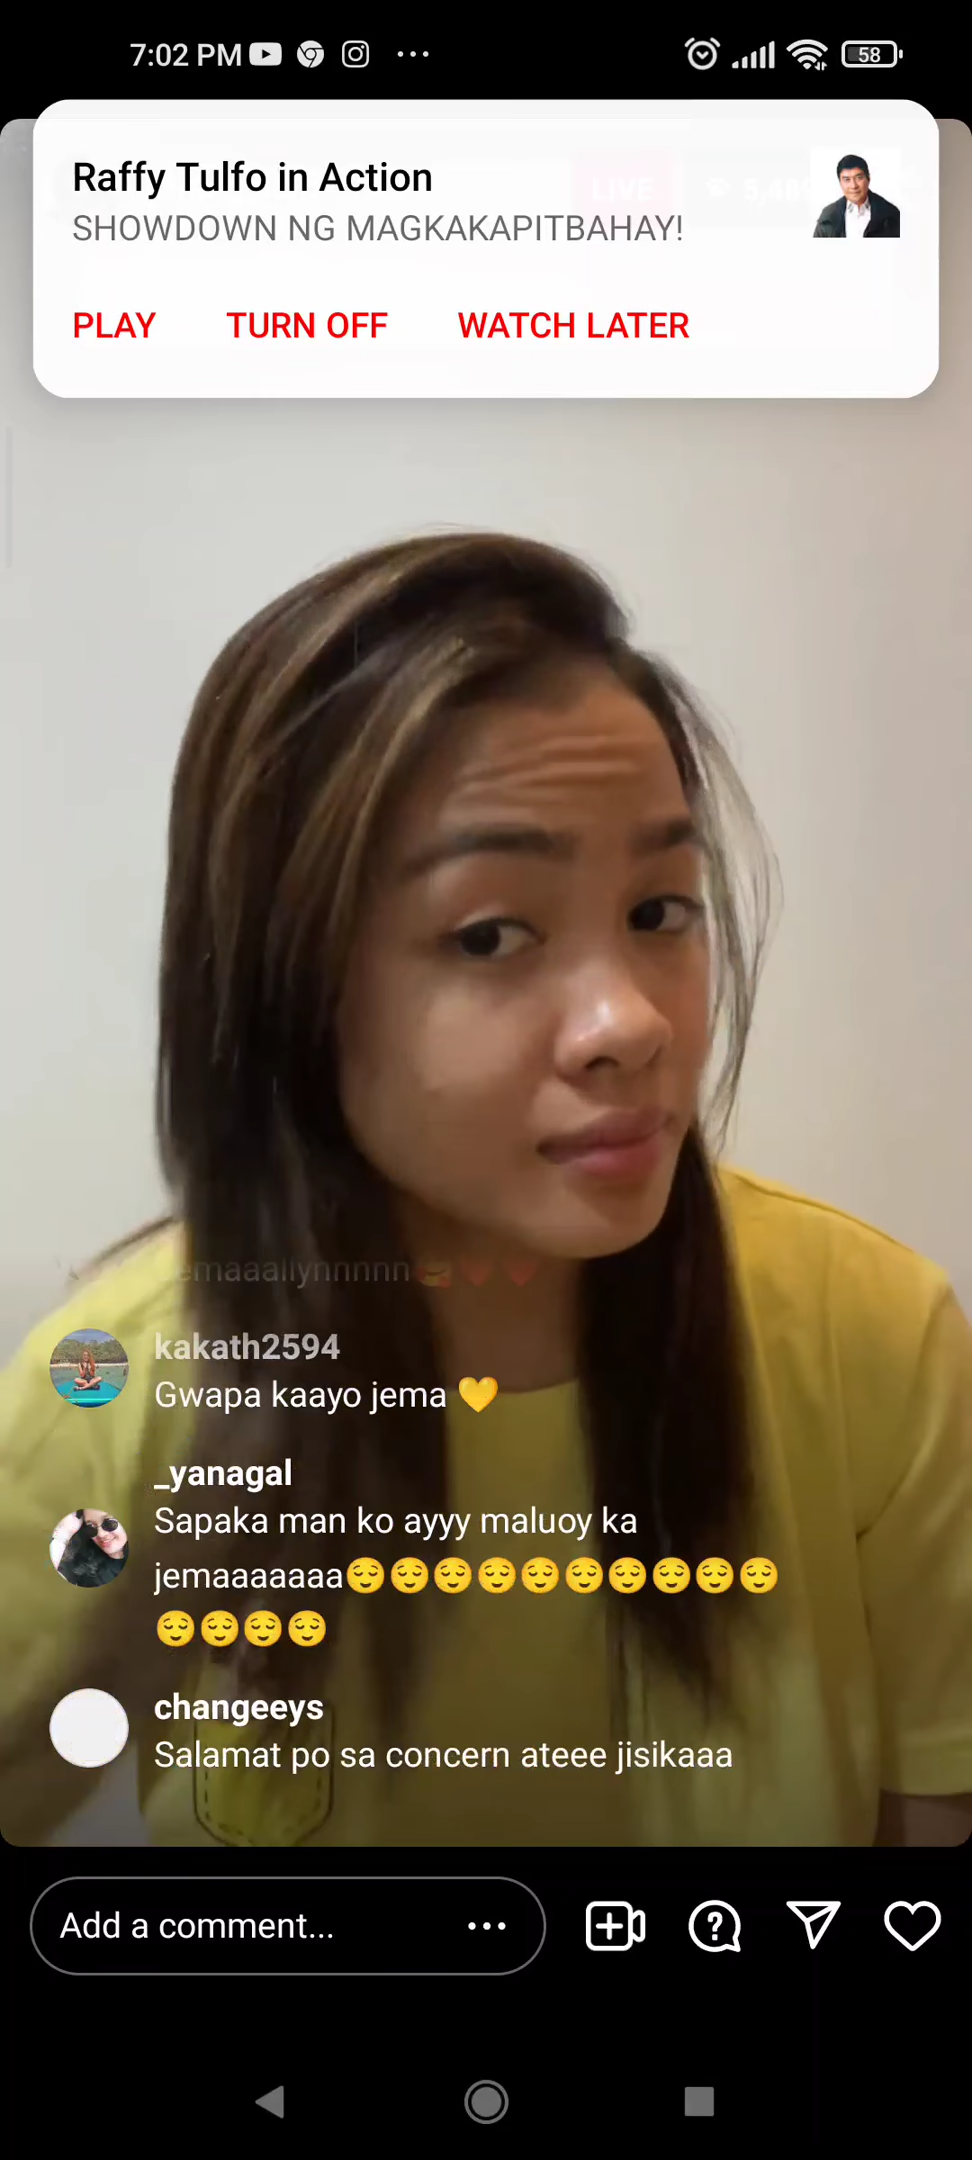 7:02 PM
58
Raffy Tulfo in Action
SHOWDOWN NG MAGKAKAPITBAHAY!
LIVE
PLAY TURN OFF WATCH LATER
kakath2594
Gwapa kaayo jema 💛
_yanagal
Sapaka man ko ayyy maluoy ka
jemaaaaaaa😌😌😌😌😌😌😌😌😌😌
😌😌😌😌
changeeys
Salamat po sa concern ateee jisikaaa
Add a comment...